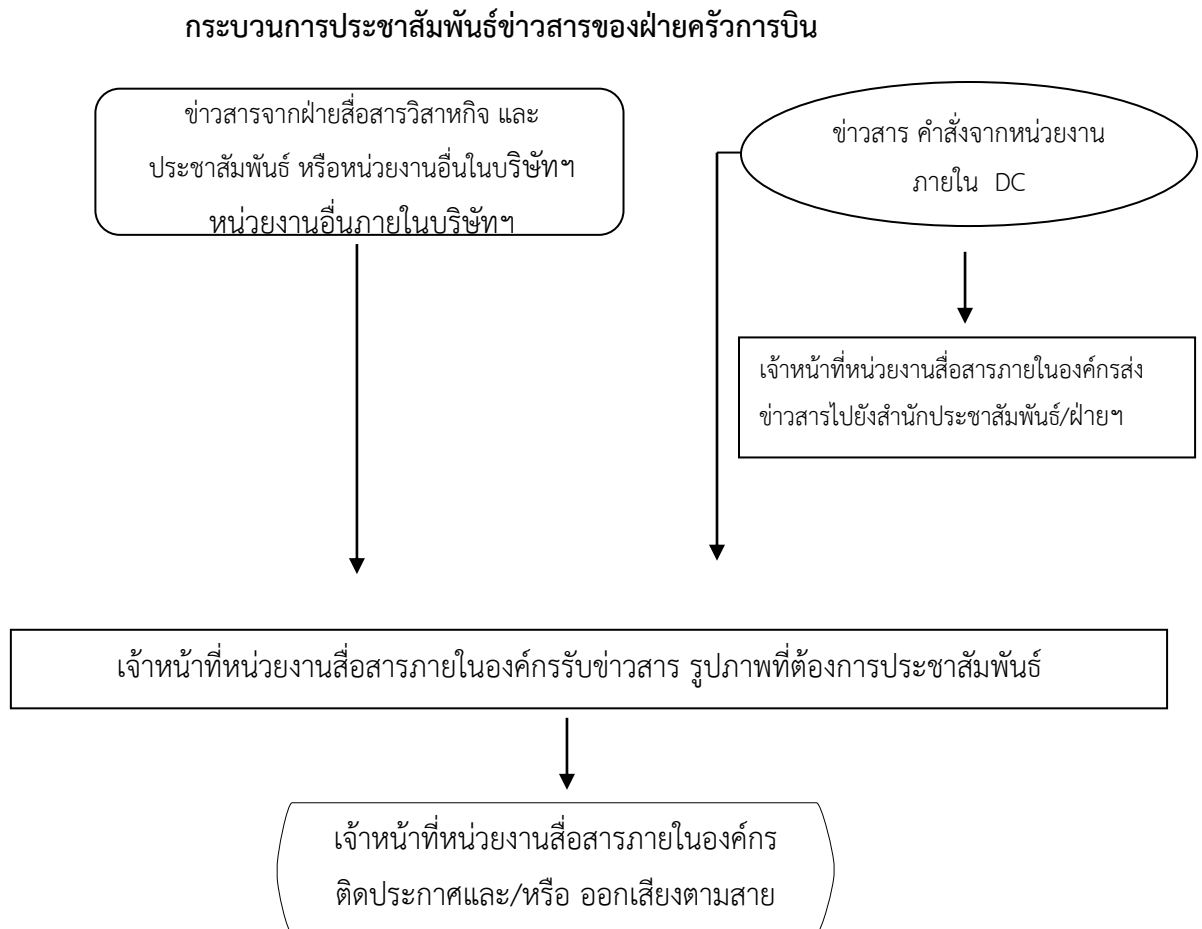 กระบวนการประชาสัมพันธ์ข่าวสารของฝ่ายครัวการบิน
ข่าวสารจากฝ่ายสื่อสารวิสาหกิจ และ
ประชาสัมพันธ์ หรือหน่วยงานอื่นในบริษัทฯ
หน่วยงานอื่นภายในบริษัทฯ
ข่าวสาร คำสั่งจากหน่วยงาน
ภายใน DC
เจ้าหน้าที่หน่วยงานสื่อสารภายในองค์กรส่ง
ข่าวสารไปยังสำนักประชาสัมพันธ์/ฝ่ายฯ
เจ้าหน้าที่หน่วยงานสื่อสารภายในองค์กรรับข่าวสาร รูปภาพที่ต้องการประชาสัมพันธ์
เจ้าหน้าที่หน่วยงานสื่อสารภายในองค์กร
ติดประกาศและ/หรือ ออกเสียงตามสาย